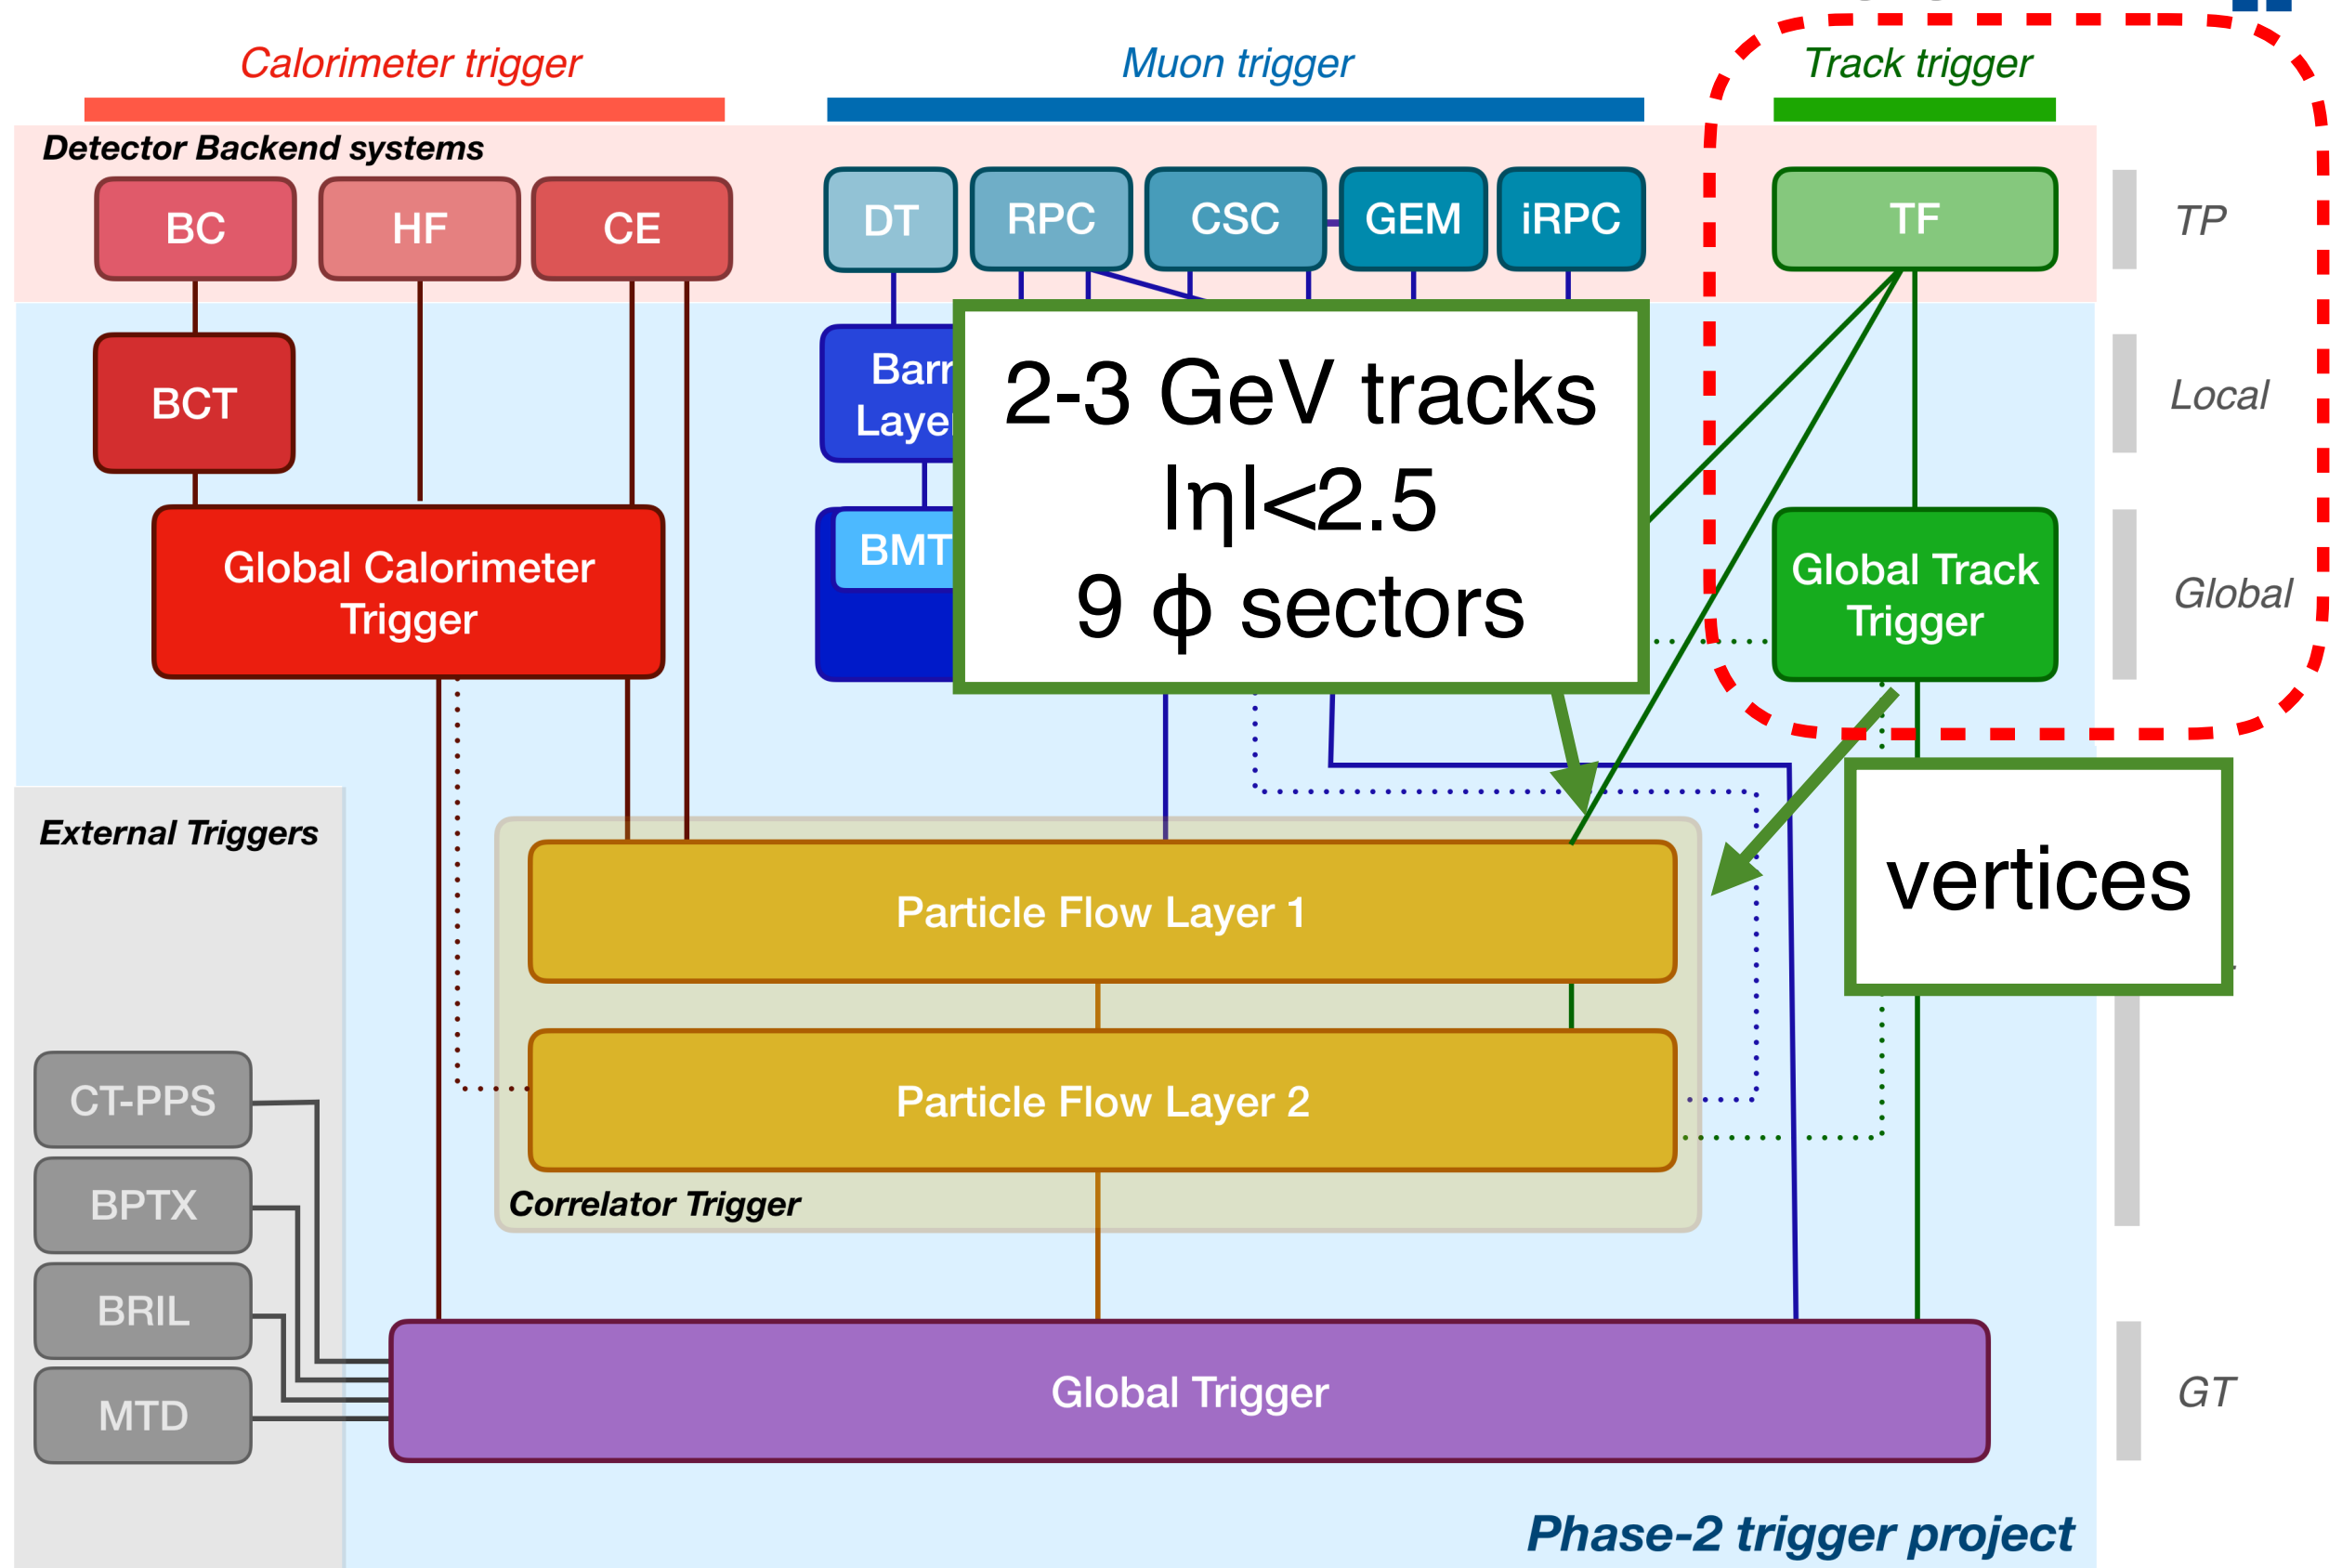 Calorimeter trigger
Muon trigger
Track trigger
Detector Backend systems
BC
HF
CE
DT
RPC
CSC
GEM
iRPC
TF
TP
BCT
2-3 GeV tracks
|η|<2.5
9 ϕ sectors
Local
Global Calorimeter
Trigger
Global Track
Trigger
Global
External Triggers
vertices
Particle Flow Layer 1
Particle Flow Layer 2
Correlator Trigger
CT-PPS
BPTX
BRIL
MTD
Global Trigger
GT
Phase-2 trigger project